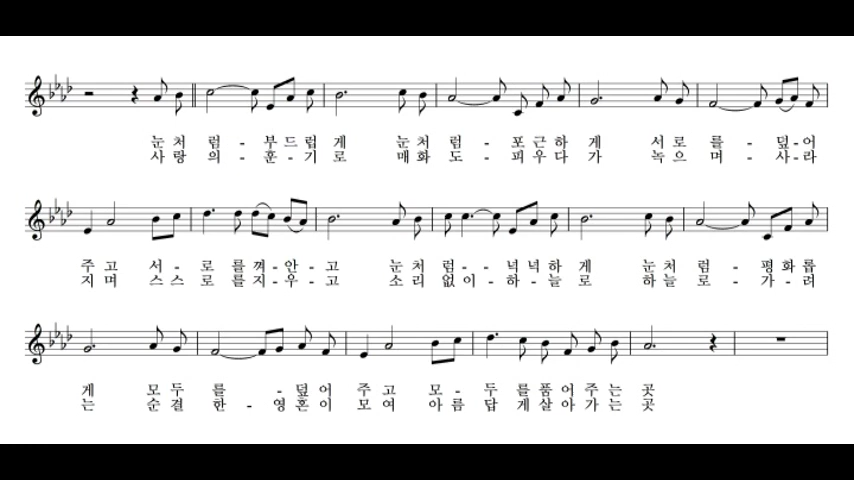 눈 처 럼 - 부 드 럽 게 눈 처 럼 - 포 근 하 게 서 로 를 - 덮 - 어
사 랑 의 - 훈 - 기 로 매 화 도 - 피 우 다 가 녹 으 며 - 사 - 라
주 고 서 - 로 를 껴 - 안 - 고 눈 처 럼 - - 넉 넉 하 게 눈 처 럼 - 평 화 롭
지 며 스 스 로 를 지 - 우 - 고 소 리 없 이 - 하 - 늘 로 하 늘 로 - 가 - 려
게 모 두 를 - 덮 어 주 고 모 - 두 를 품 어 주 는 곳
는 순 결 한 - 영 혼 이 모 여 아 름 답 게 살 아 가 는 곳